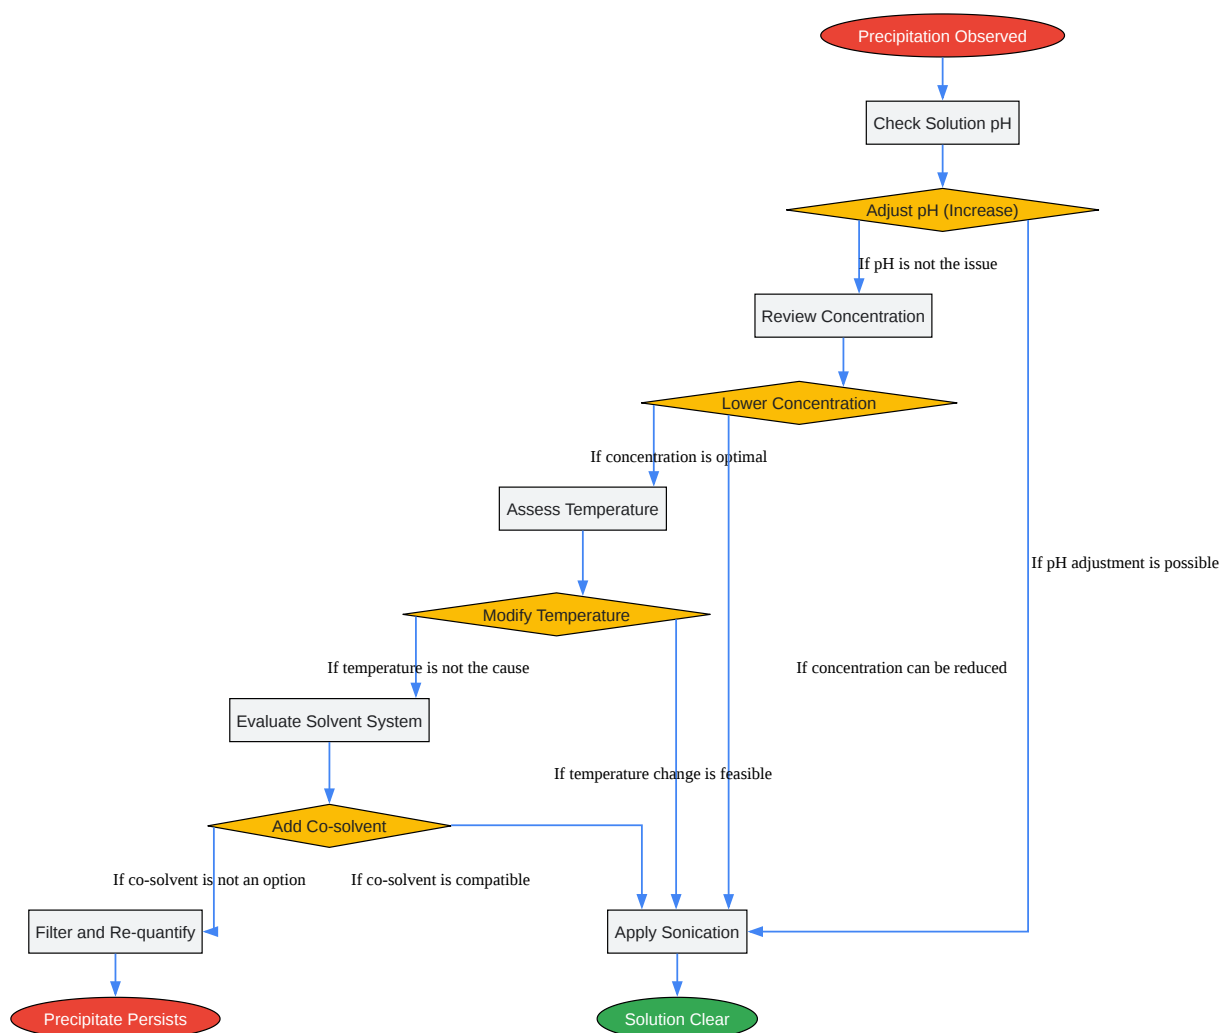 Precipitation Observed
Check Solution pH
Adjust pH (Increase)
If pH is not the issue
Review Concentration
Lower Concentration
If concentration is optimal
Assess Temperature
If pH adjustment is possible
Modify Temperature
If temperature is not the cause
If concentration can be reduced
Evaluate Solvent System
If temperature change is feasible
Add Co-solvent
If co-solvent is not an option
If co-solvent is compatible
Filter and Re-quantify
Apply Sonication
Precipitate Persists
Solution Clear